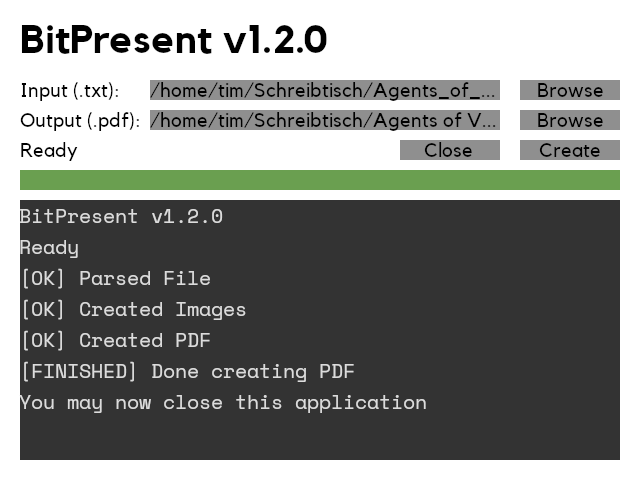 BitPresent v1.2.0
Input (.txt): /home/tim/Schreibtisch/Agents_of_... Browse
Output (.pdf): /home/tim/Schreibtisch/Agents of V... Browse
Ready Close Create
BitPresent v1.2.0
Ready
[OK] Parsed File
[OK] Created Images
[OK] Created PDF
[FINISHED] Done creating PDF
You may now close this application